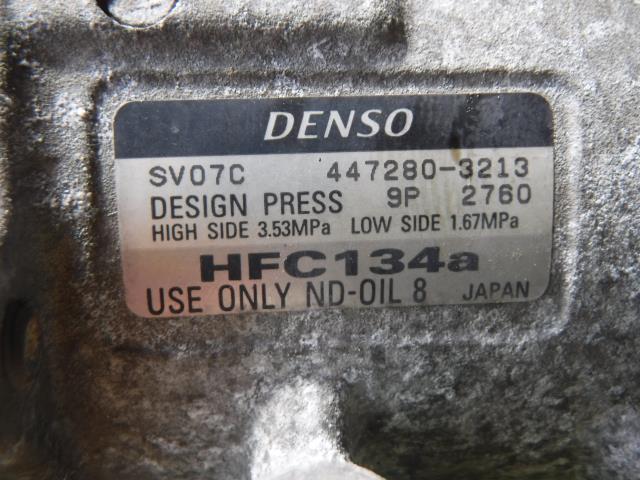 DENSO
SV07C 447280-3213
DESIGN PRESS 9P 2760
HIGH SIDE 3.53MPa LOW SIDE 1.67MPa
HFC134a
USE ONLY ND-OIL 8 JAPAN